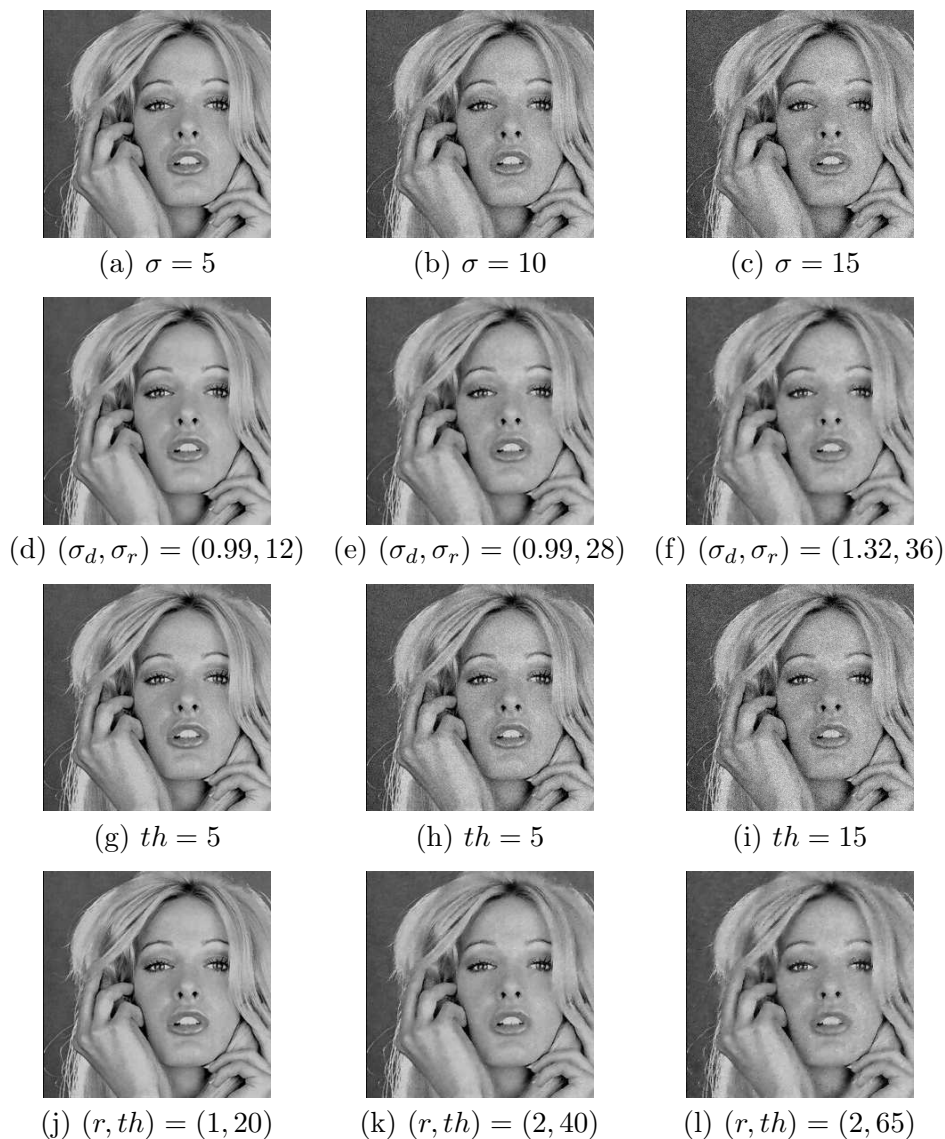 (a) σ = 5 (b) σ = 10 (c) σ = 15
(d) (σ_d, σ_r) = (0.99, 12) (e) (σ_d, σ_r) = (0.99, 28) (f) (σ_d, σ_r) = (1.32, 36)
(g) th = 5 (h) th = 5 (i) th = 15
(j) (r, th) = (1, 20) (k) (r, th) = (2, 40) (l) (r, th) = (2, 65)